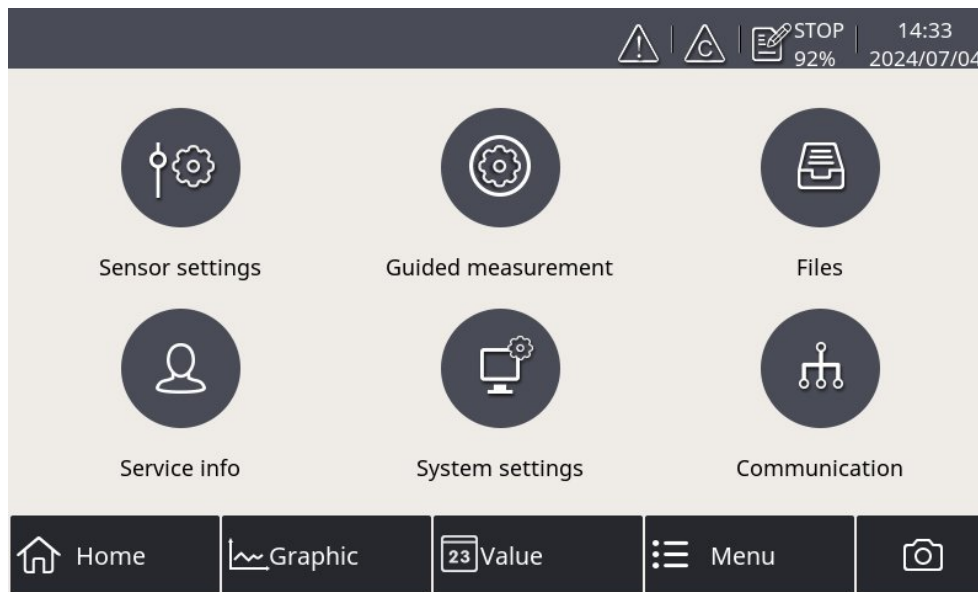 STOP 14:33
92% 2024/07/04
Sensor settings Guided measurement Files
Service info System settings Communication
Home Graphic 23 Value Menu